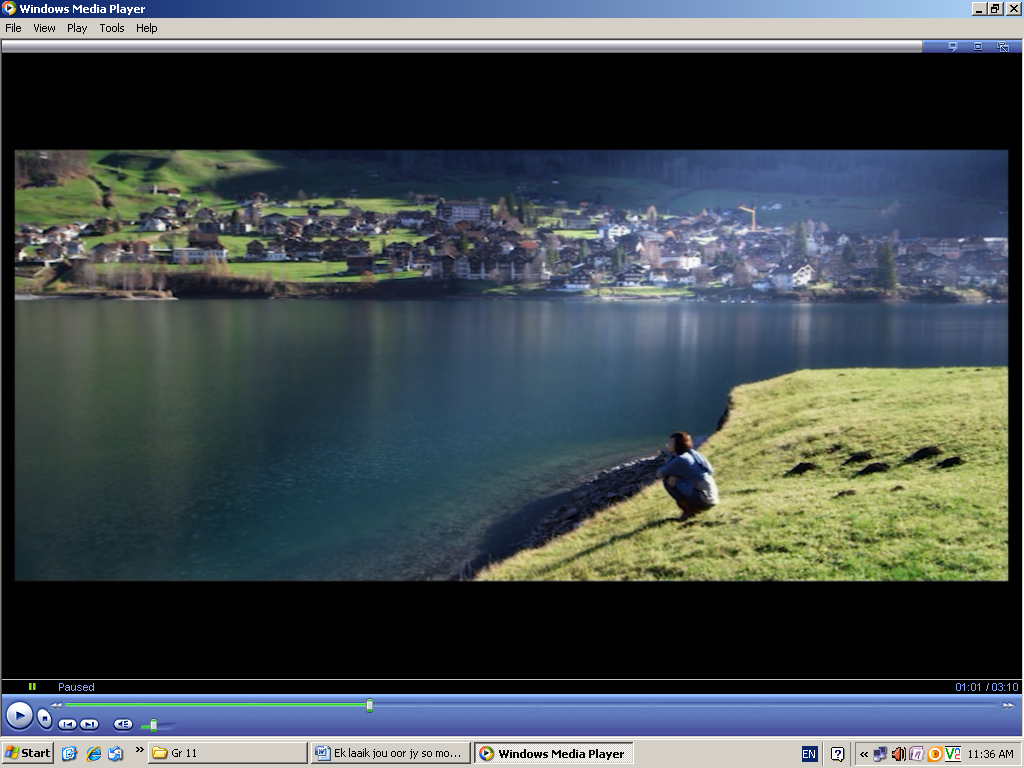 Windows Media Player
File View Play Tools Help
Paused
01:01 / 03:10
Start
Gr 11
Ek laaik jou oor jy so mo...
Windows Media Player
EN
11:36 AM